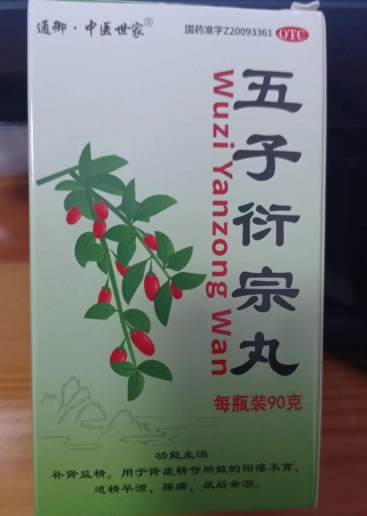 通御·中医世家®
国药准字Z20093361 OTC
五子衍宗丸
Wuzi Yanzong Wan
每瓶装90克
功能主治
补肾益精。用于肾虚精亏所致的阳痿不育、
遗精早泄、腰痛、尿后余沥。